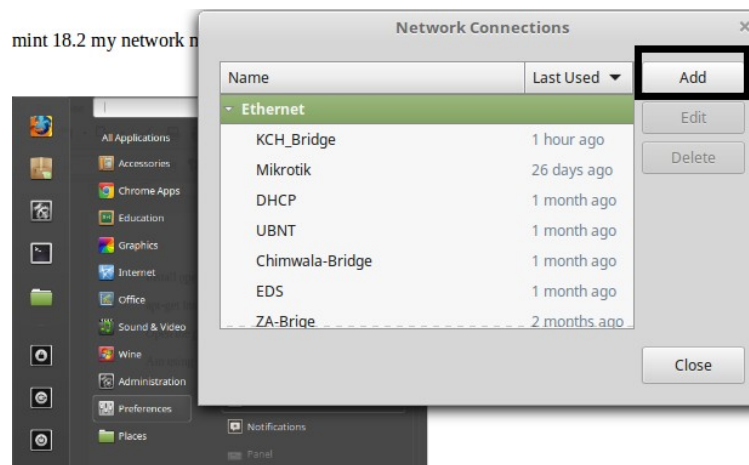 mint 18.2 my network n
Network Connections
Name Last Used
Add
Ethernet
Edit
KCH_Bridge 1 hour ago
Delete
Mikrotik 26 days ago
DHCP 1 month ago
UBNT 1 month ago
Chimwala-Bridge 1 month ago
EDS 1 month ago
ZA-Brige 2 months ago
Close
All Applications
Accessories
Chrome Apps
Education
Graphics
Internet
Office
Sound & Video
Wine
Administration
Preferences
Places
Notifications
Panel